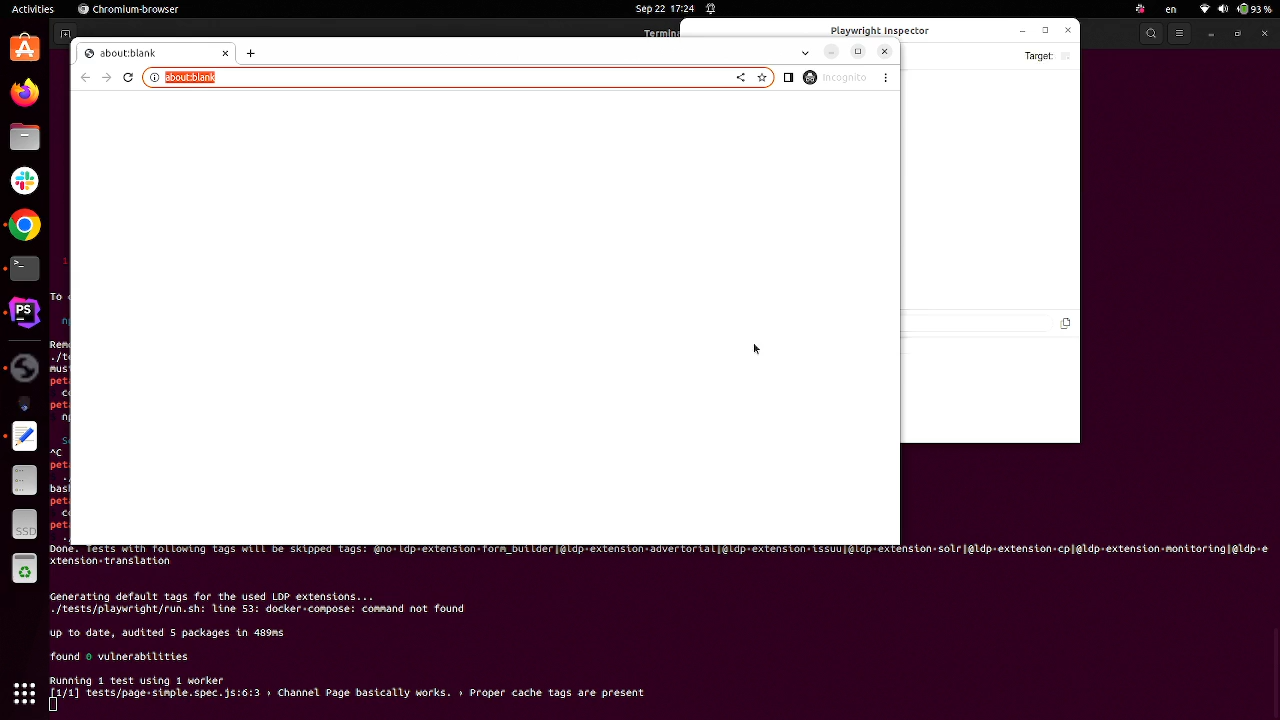 Activities
Chromium-browser
Sep 22 17:24
en
93 %
Playwright Inspector
Target:
about:blank
about:blank
Incognito
PS
SSD
^C
Done. Tests with following tags will be skipped tags: @no-ldp-extension-form_builder|@ldp-extension-advertorial|@ldp-extension-issuu|@ldp-extension-solr|@ldp-extension-cp|@ldp-extension-monitoring|@ldp-e
xtension-translation
Generating default tags for the used LDP extensions...
./tests/playwright/run.sh: line 53: docker-compose: command not found
up to date, audited 5 packages in 489ms
found 0 vulnerabilities
Running 1 test using 1 worker
[1/1] tests/page-simple.spec.js:6:3 › Channel Page basically works. › Proper cache tags are present